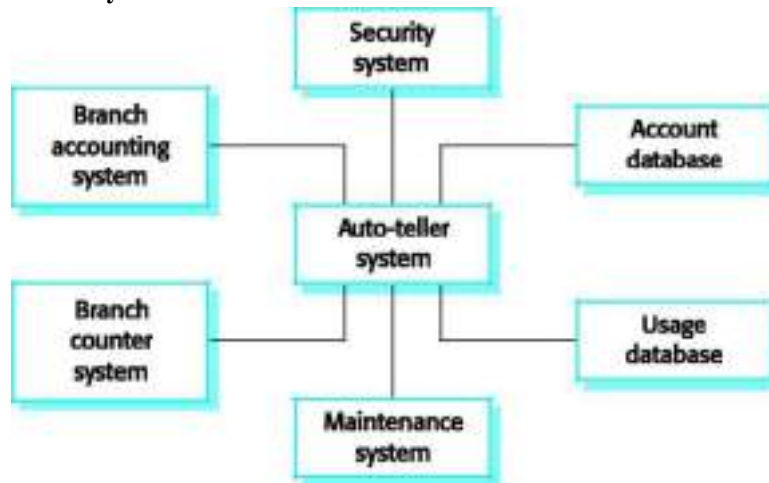 Security
system
Branch
accounting
system
Account
database
Auto-teller
system
Branch
counter
system
Usage
database
Maintenance
system